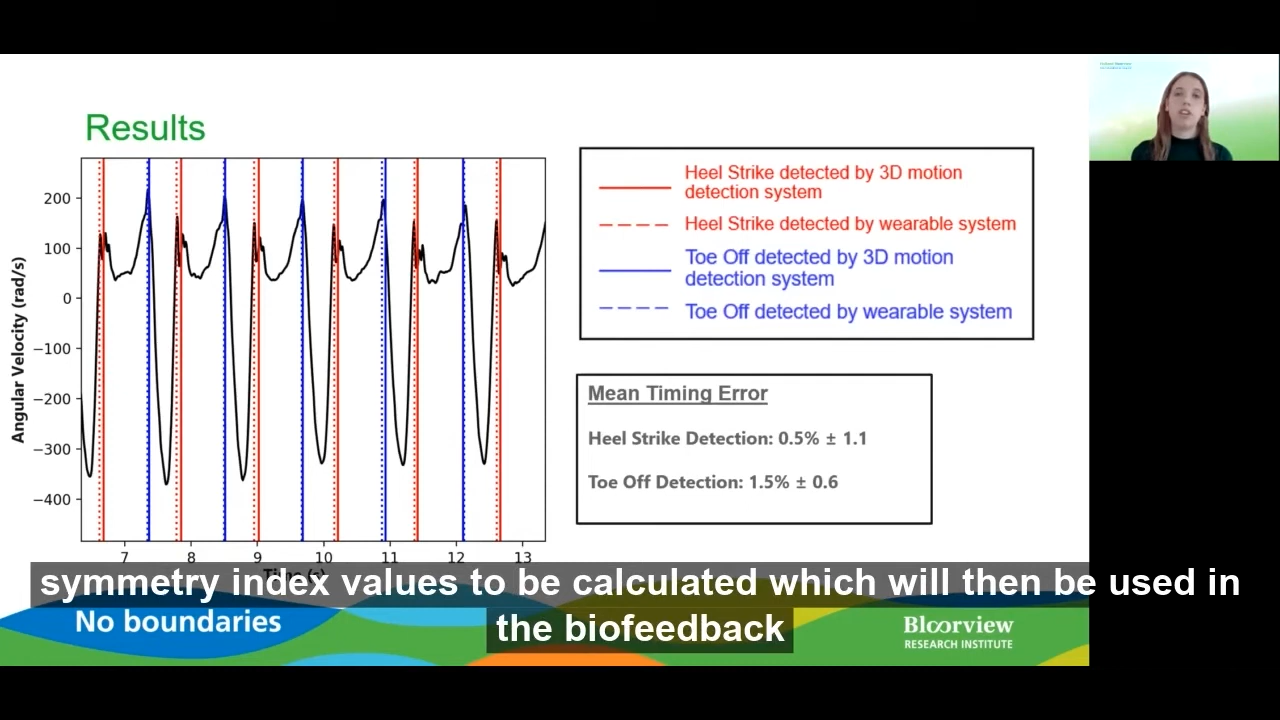 Results
Angular Velocity (rad/s)
200
100
0
−100
−200
−300
−400
7 8 9 10 11 12 13
Heel Strike detected by 3D motion
detection system
Heel Strike detected by wearable system
Toe Off detected by 3D motion
detection system
Toe Off detected by wearable system
Mean Timing Error
Heel Strike Detection: 0.5% ± 1.1
Toe Off Detection: 1.5% ± 0.6
symmetry index values to be calculated which will then be used in
the biofeedback
No boundaries
Bloorview
RESEARCH INSTITUTE